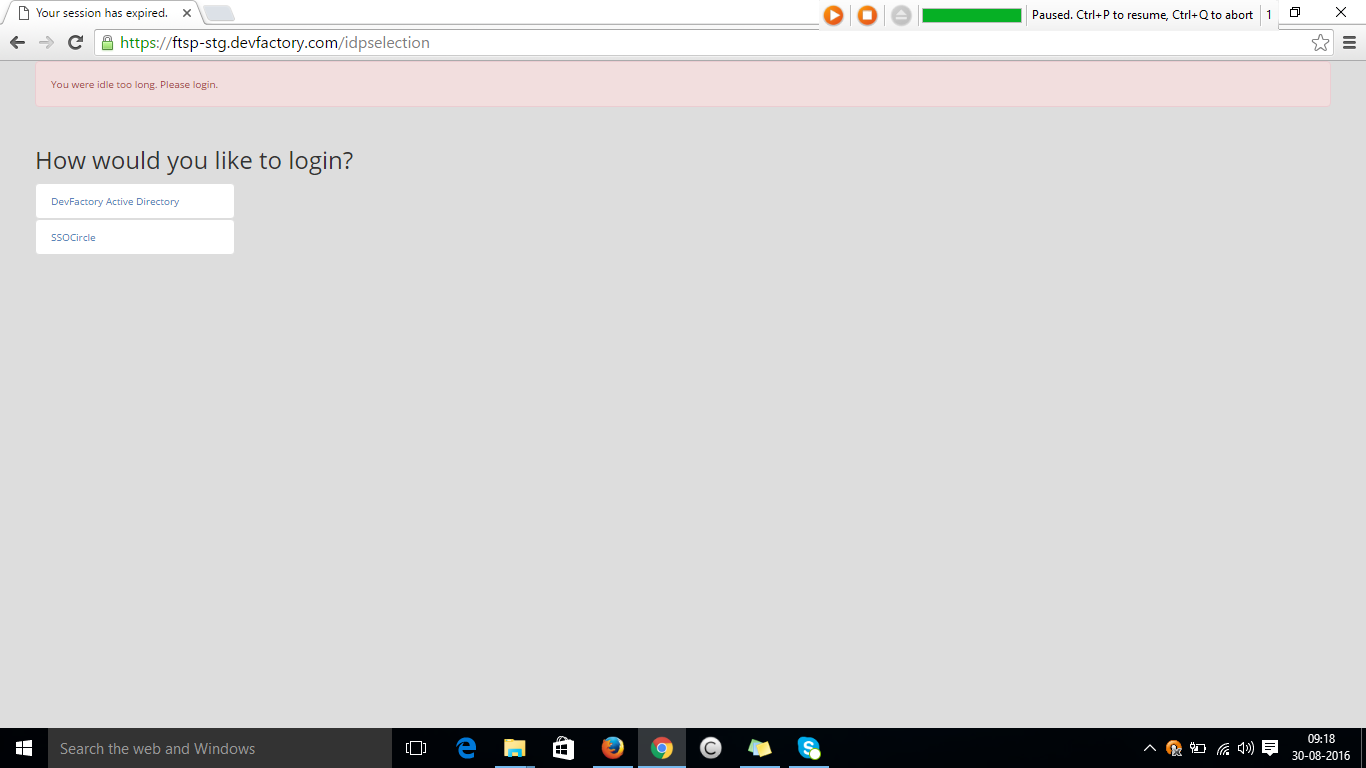 Your session has expired.
Paused. Ctrl+P to resume, Ctrl+Q to abort 1
https://ftsp-stg.devfactory.com/idpselection
You were idle too long. Please login.
How would you like to login?
DevFactory Active Directory
SSOCircle
Search the web and Windows
09:18
30-08-2016